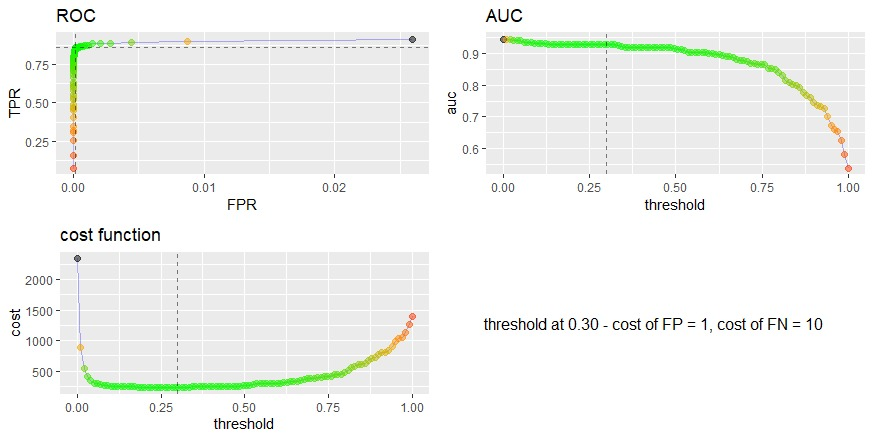 ROC
TPR
0.75
0.50
0.25
0.00
0.01
0.02
FPR
AUC
auc
0.9
0.8
0.7
0.6
0.00
0.25
0.50
0.75
1.00
threshold
cost function
cost
2000
1500
1000
500
0.00
0.25
0.50
0.75
1.00
threshold
threshold at 0.30 - cost of FP = 1, cost of FN = 10